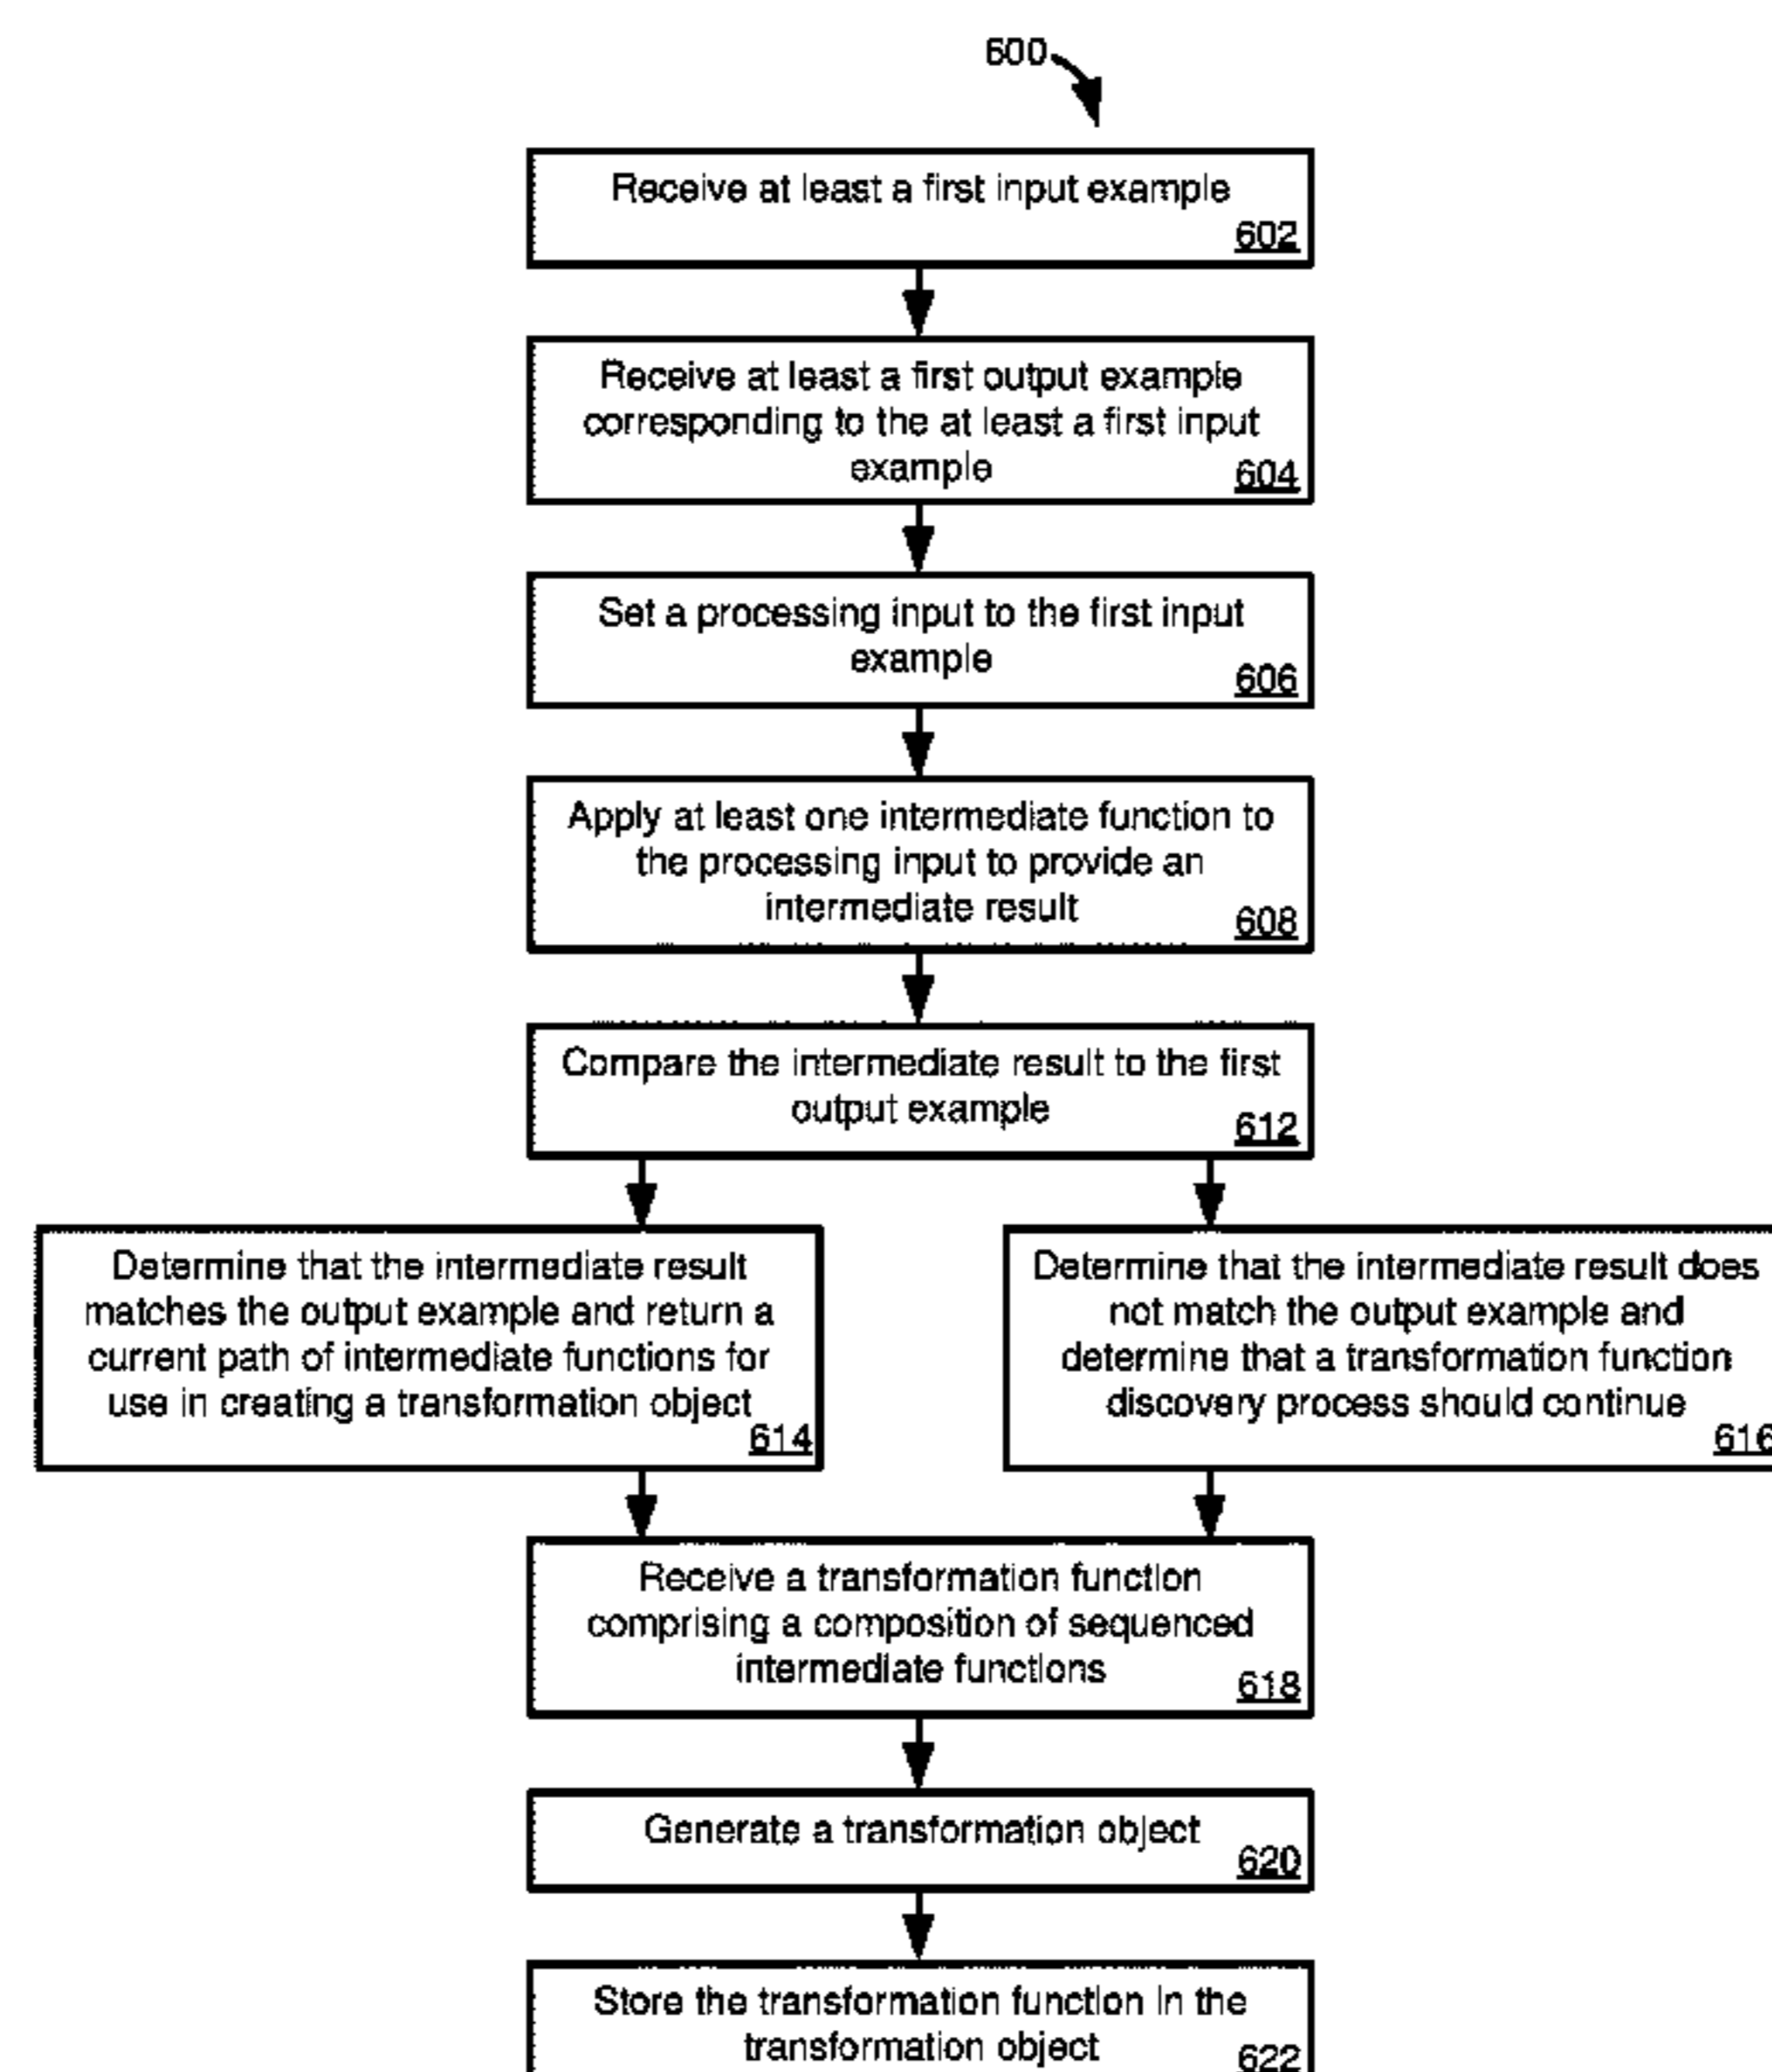 600
Receive at least a first input example
602
Receive at least a first output example
corresponding to the at least a first input
example
604
Set a processing input to the first input
example
606
Apply at least one intermediate function to
the processing input to provide an
intermediate result
608
Compare the intermediate result to the first
output example
612
Determine that the intermediate result
matches the output example and return a
current path of intermediate functions for
use in creating a transformation object
614
Determine that the intermediate result does
not match the output example and
determine that a transformation function
discovery process should continue
616
Receive a transformation function
comprising a composition of sequenced
intermediate functions
618
Generate a transformation object
620
Store the transformation function in the
transformation object
622